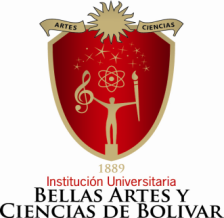 ARTES CIENCIAS
1889
Institución Universitaria
BELLAS ARTES Y
CIENCIAS DE BOLIVAR